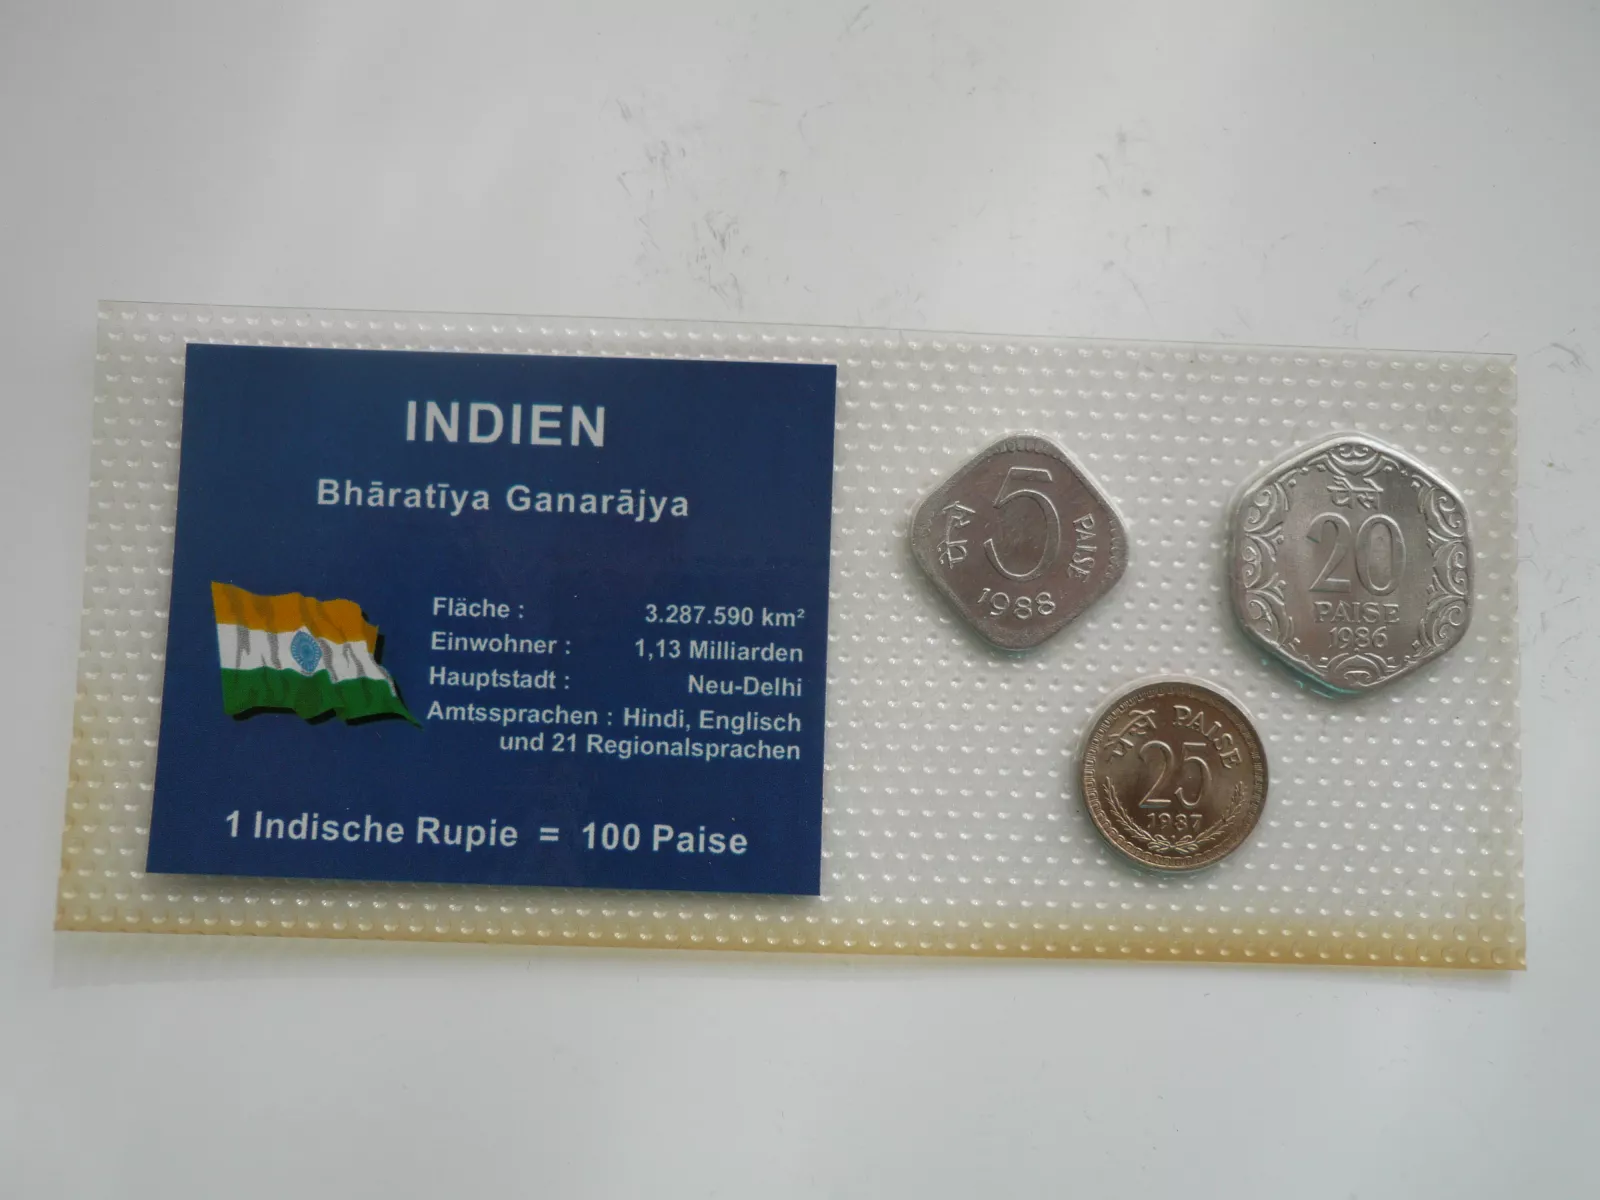 INDIEN
Bhāratīya Ganarājya
Fläche : 3.287.590 km²
Einwohner : 1,13 Milliarden
Hauptstadt : Neu-Delhi
Amtssprachen : Hindi, Englisch
und 21 Regionalsprachen
1 Indische Rupie = 100 Paise
पैसे 5 PAISE
1988
पैसे
20
PAISE
1986
पैसे PAISE
25
1987